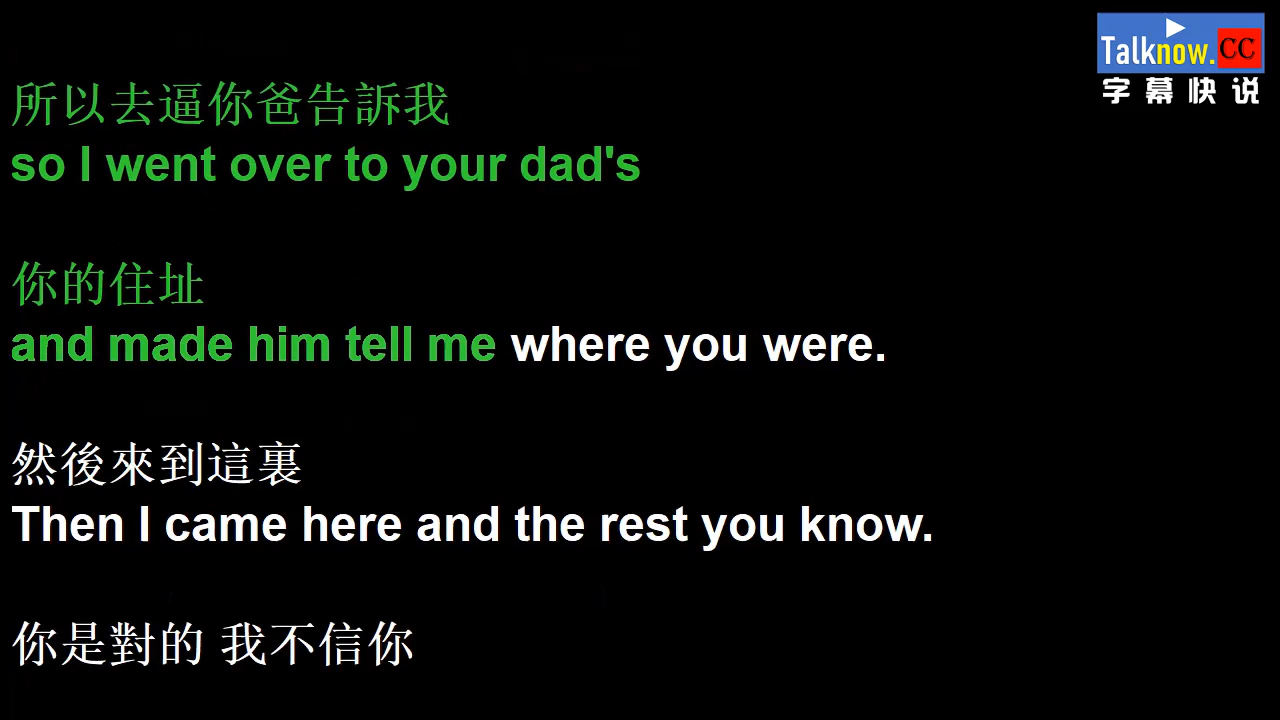 Talknow.CC
字幕快说
所以去逼你爸告訴我
so I went over to your dad's
你的住址
and made him tell me where you were.
然後來到這裏
Then I came here and the rest you know.
你是對的 我不信你